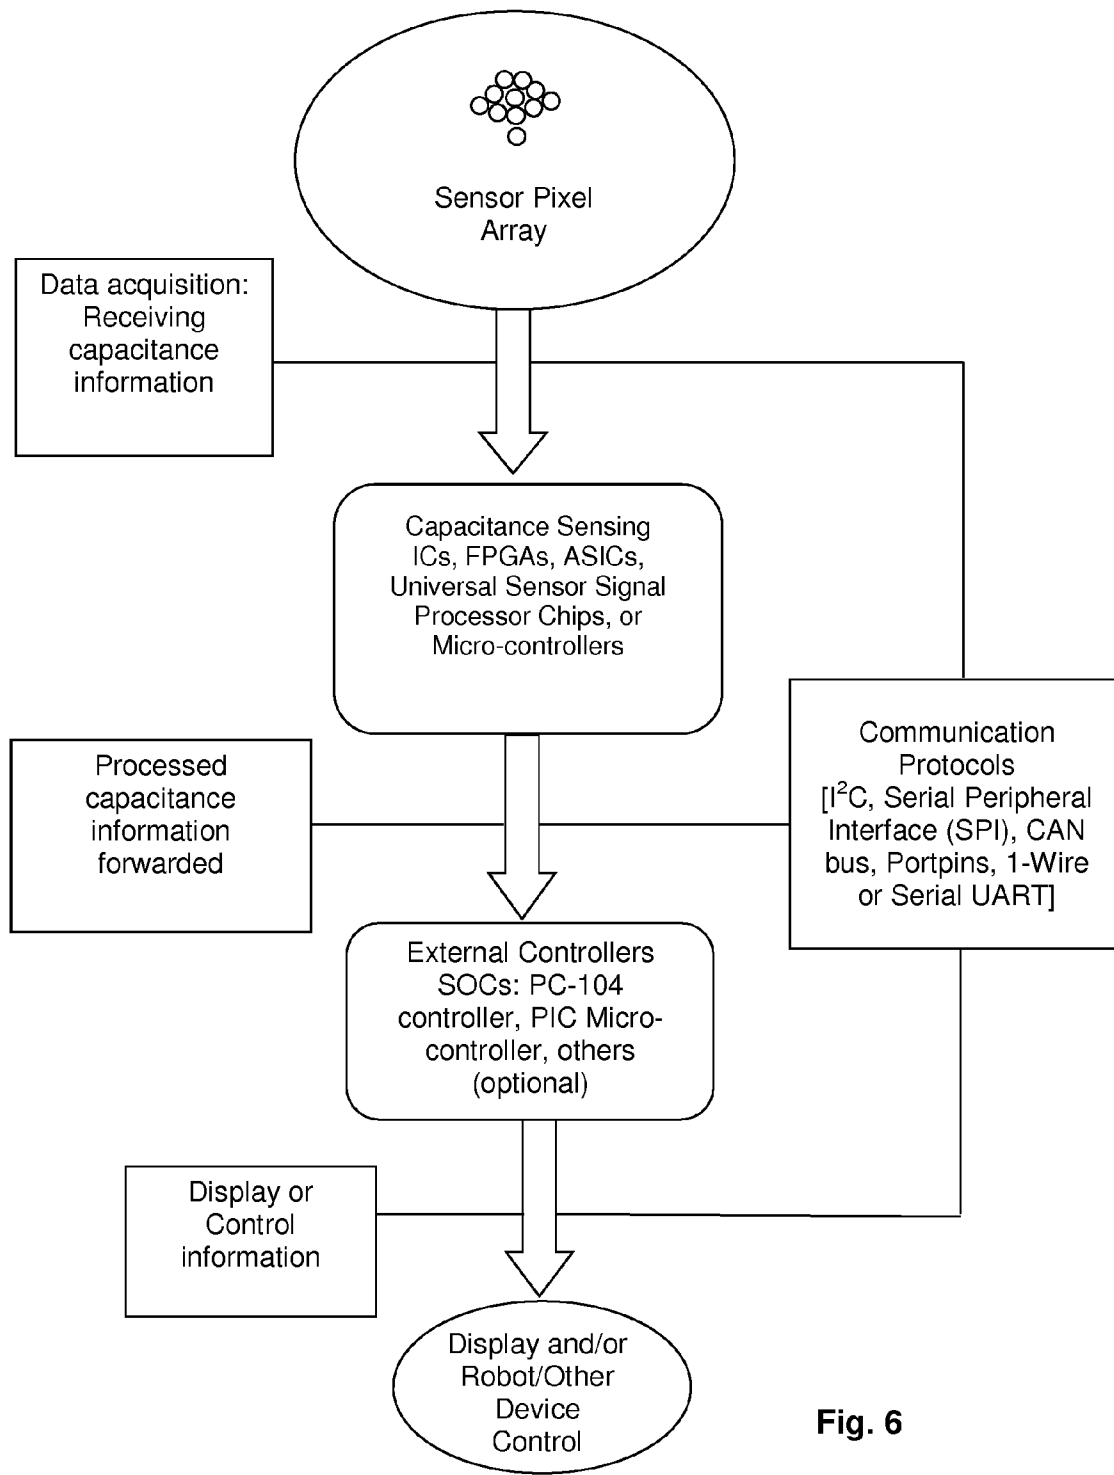 Sensor Pixel
Array
Data acquisition:
Receiving
capacitance
information
Capacitance Sensing
ICs, FPGAs, ASICs,
Universal Sensor Signal
Processor Chips, or
Micro-controllers
Processed
capacitance
information
forwarded
Communication
Protocols
[I²C, Serial Peripheral
Interface (SPI), CAN
bus, Portpins, 1-Wire
or Serial UART]
External Controllers
SOCs: PC-104
controller, PIC Micro-
controller, others
(optional)
Display or
Control
information
Display and/or
Robot/Other
Device
Control
Fig. 6